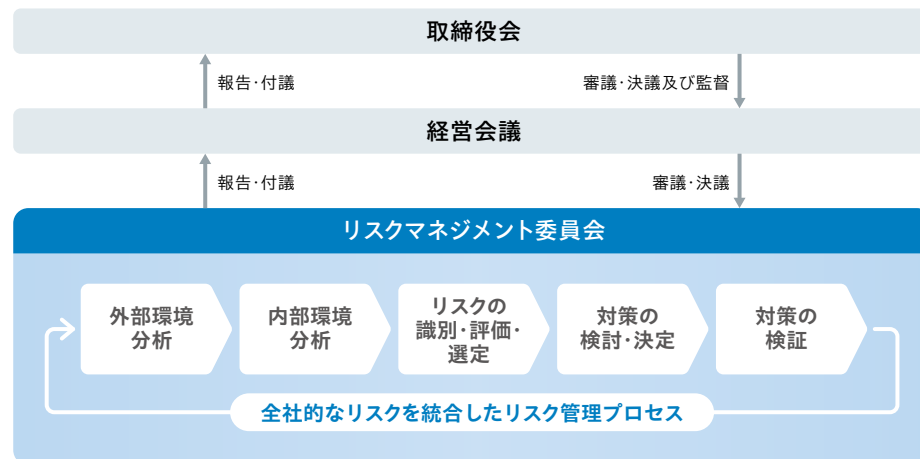 取締役会
報告·付議
審議·決議及び監督
経営会議
報告·付議
審議·決議
リスクマネジメント委員会
外部環境
分析
内部環境
分析
リスクの
識別·評価·
選定
対策の
検討·決定
対策の
検証
全社的なリスクを統合したリスク管理プロセス